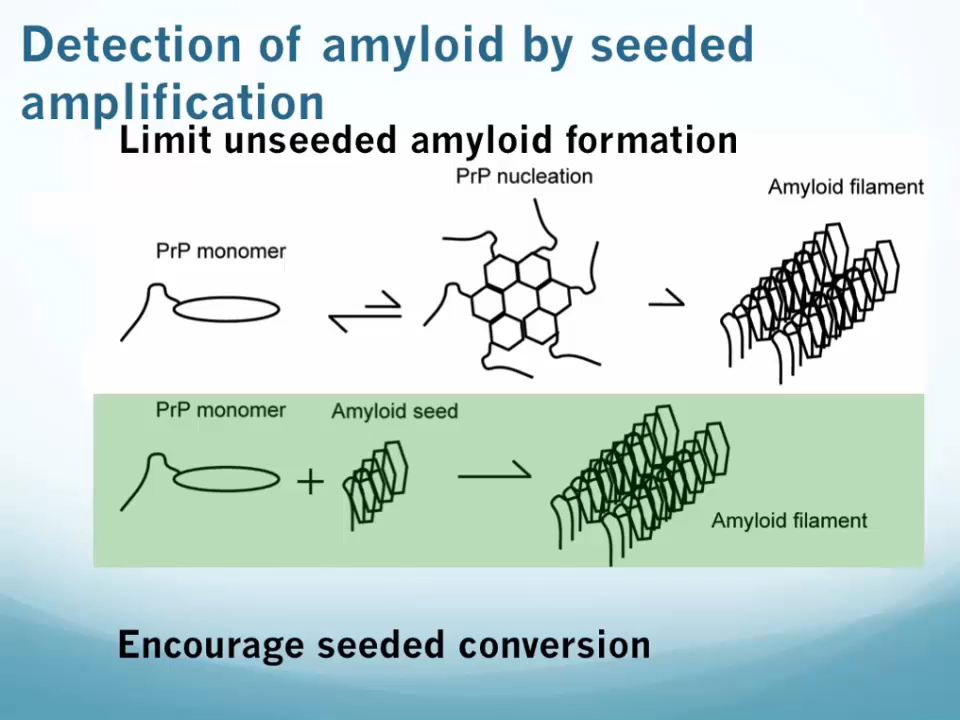 Detection of amyloid by seeded
amplification
Limit unseeded amyloid formation
PrP nucleation
Amyloid filament
PrP monomer
PrP monomer
Amyloid seed
+
Amyloid filament
Encourage seeded conversion